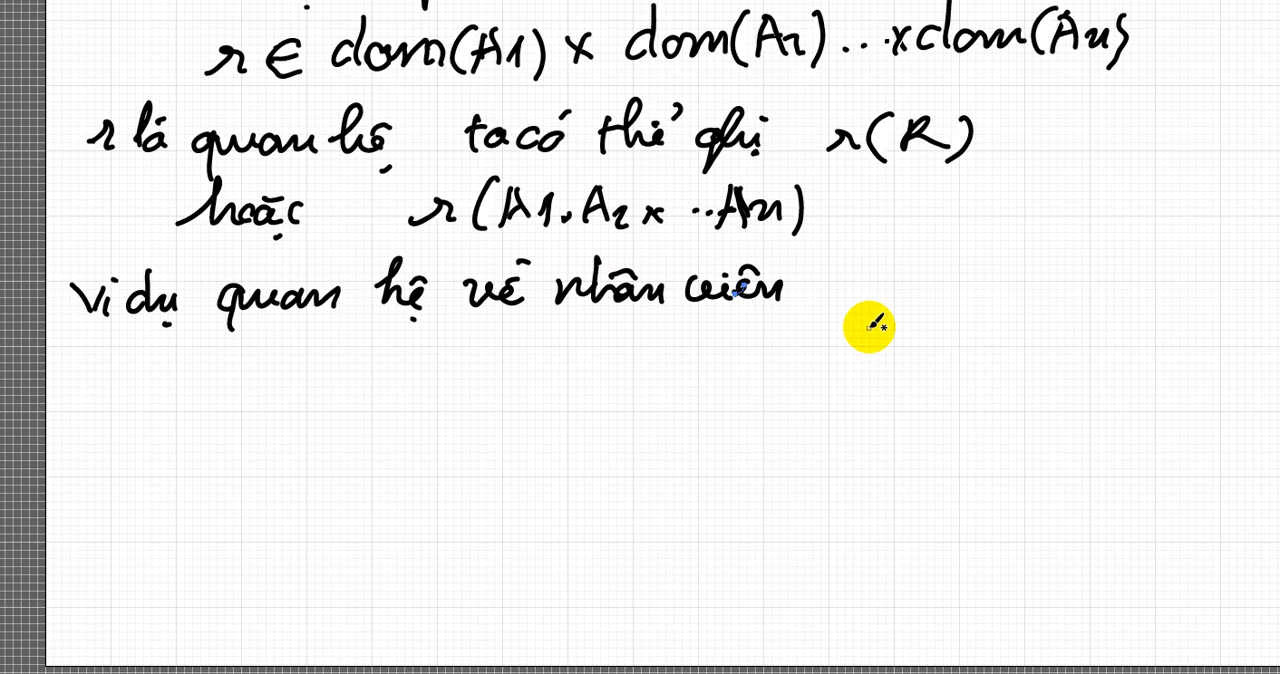 r ∈ dom(A1) x dom(A2)...x dom(An)
r là quan hệ ta có thể ghi r(R)
hoặc r(A1, A2 x ..An)
ví dụ quan hệ về nhân viên